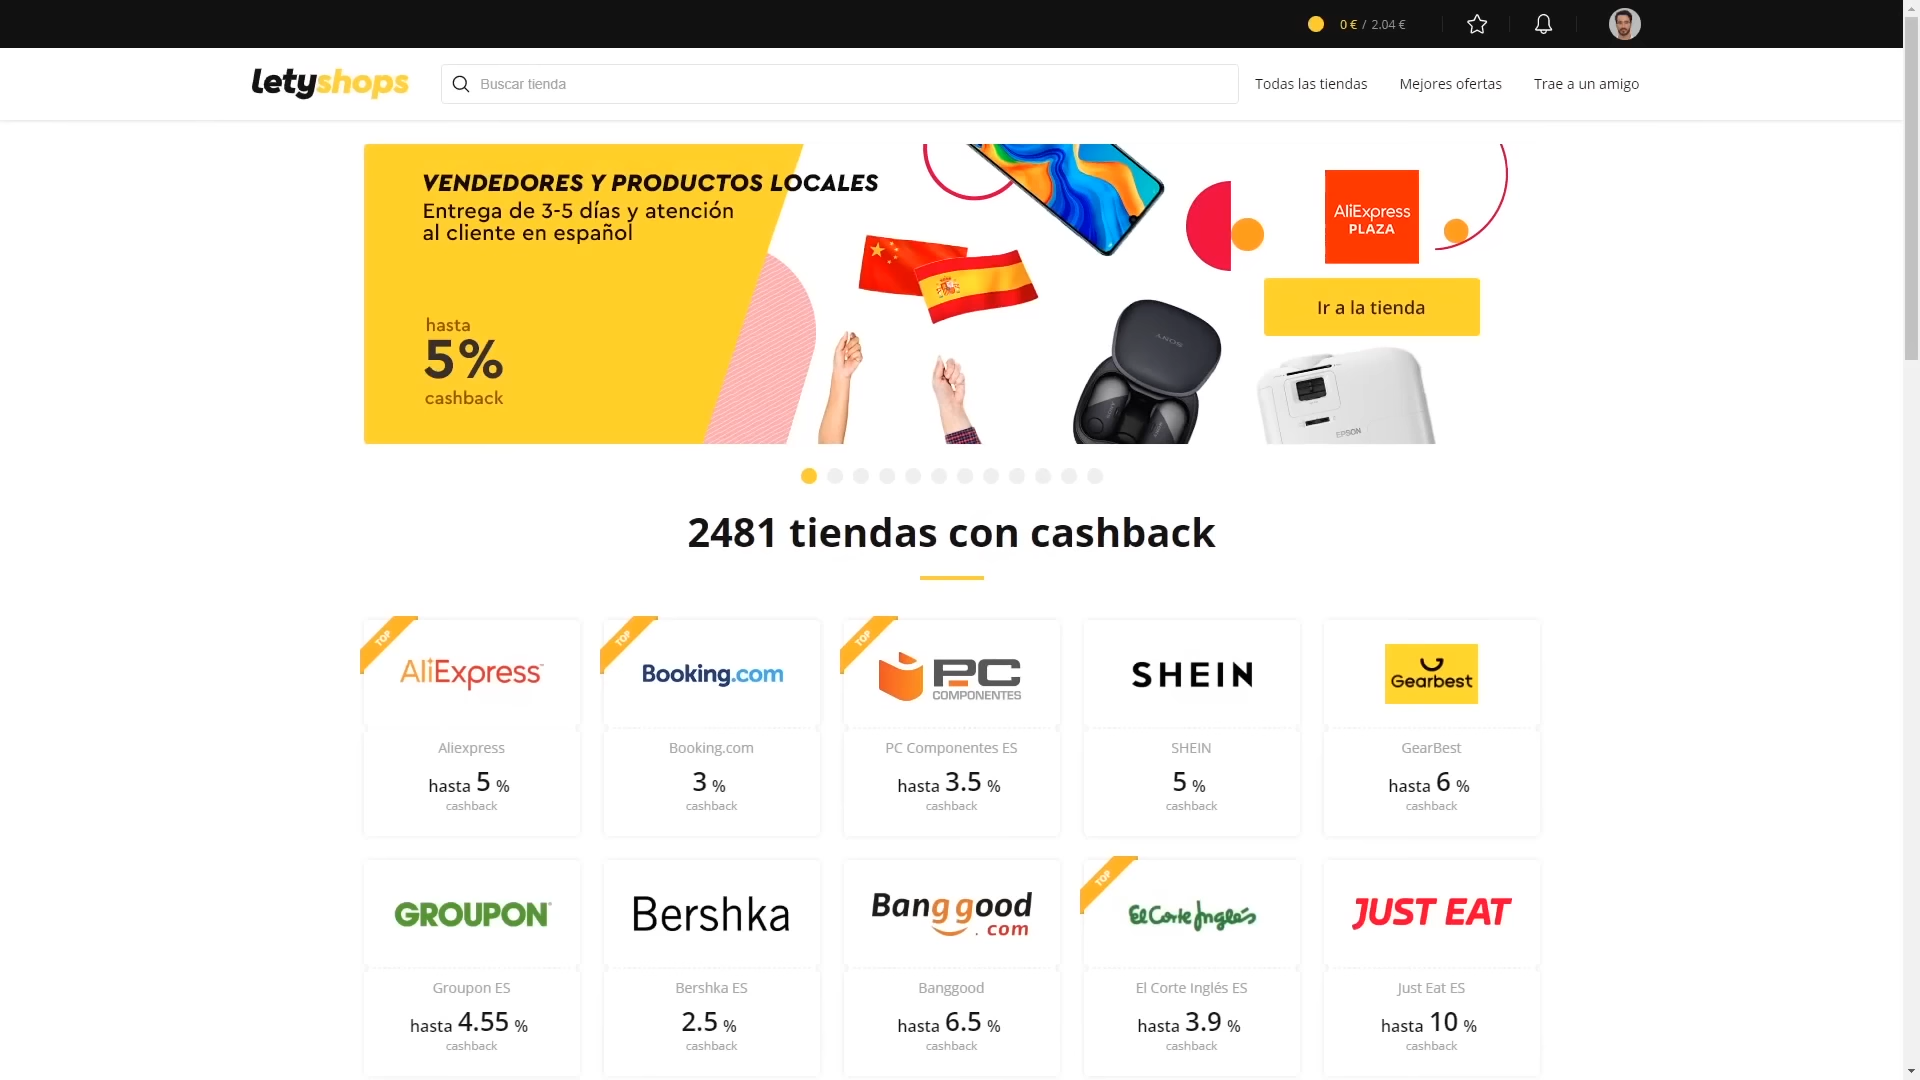 0 € / 2.04 €
letyshops
Buscar tienda
Todas las tiendas
Mejores ofertas
Trae a un amigo
VENDEDORES Y PRODUCTOS LOCALES
Entrega de 3-5 días y atención
al cliente en español
hasta
5%
cashback
AliExpress
PLAZA
Ir a la tienda
SONY
EPSON
2481 tiendas con cashback
TOP
AliExpress
Aliexpress
hasta 5 %
cashback
TOP
Booking.com
Booking.com
3 %
cashback
TOP
PC
COMPONENTES
PC Componentes ES
hasta 3.5 %
cashback
SHEIN
SHEIN
5 %
cashback
Gearbest
GearBest
hasta 6 %
cashback
GROUPON
Groupon ES
hasta 4.55 %
cashback
Bershka
Bershka ES
2.5 %
cashback
Banggood
.com
Banggood
hasta 6.5 %
cashback
TOP
El Corte Inglés
El Corte Inglés ES
hasta 3.9 %
cashback
JUST EAT
Just Eat ES
hasta 10 %
cashback